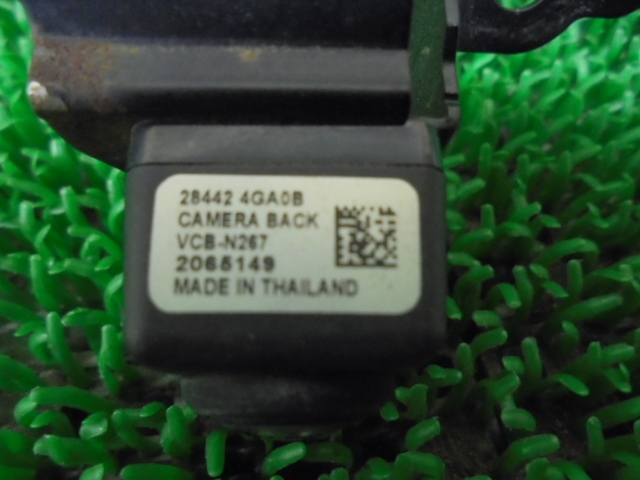 28442 4GA0B
CAMERA BACK
VCB-N267
2065149
MADE IN THAILAND